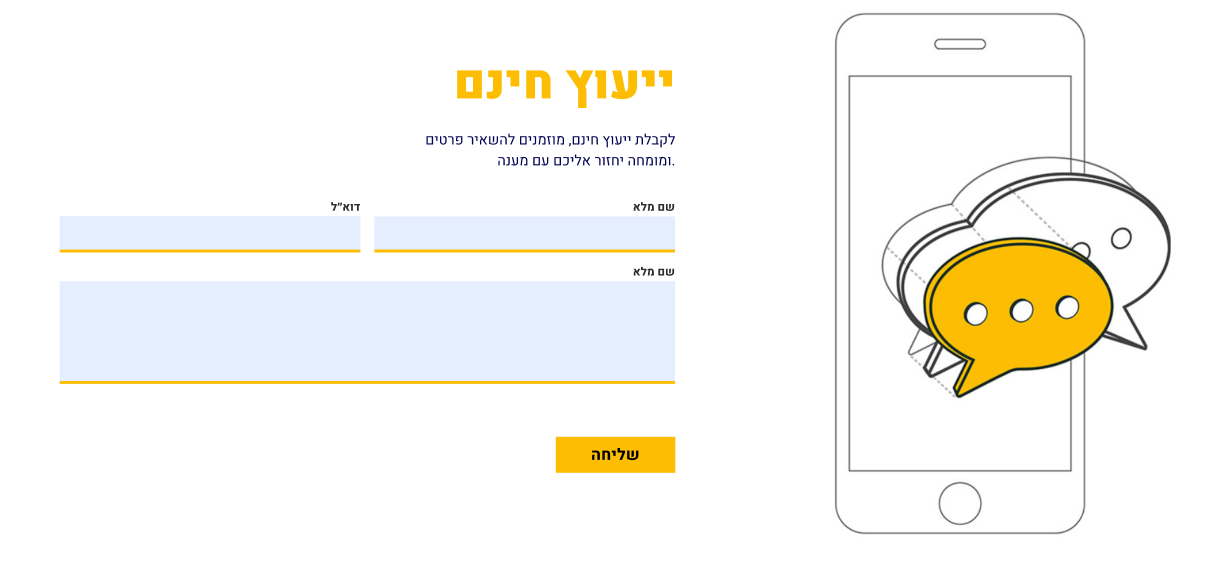 ייעוץ חינם
לקבלת ייעוץ חינם, מוזמנים להשאיר פרטים
ומומחה יחזור אליכם עם מענה.
שם מלא
דוא״ל
שם מלא
שליחה